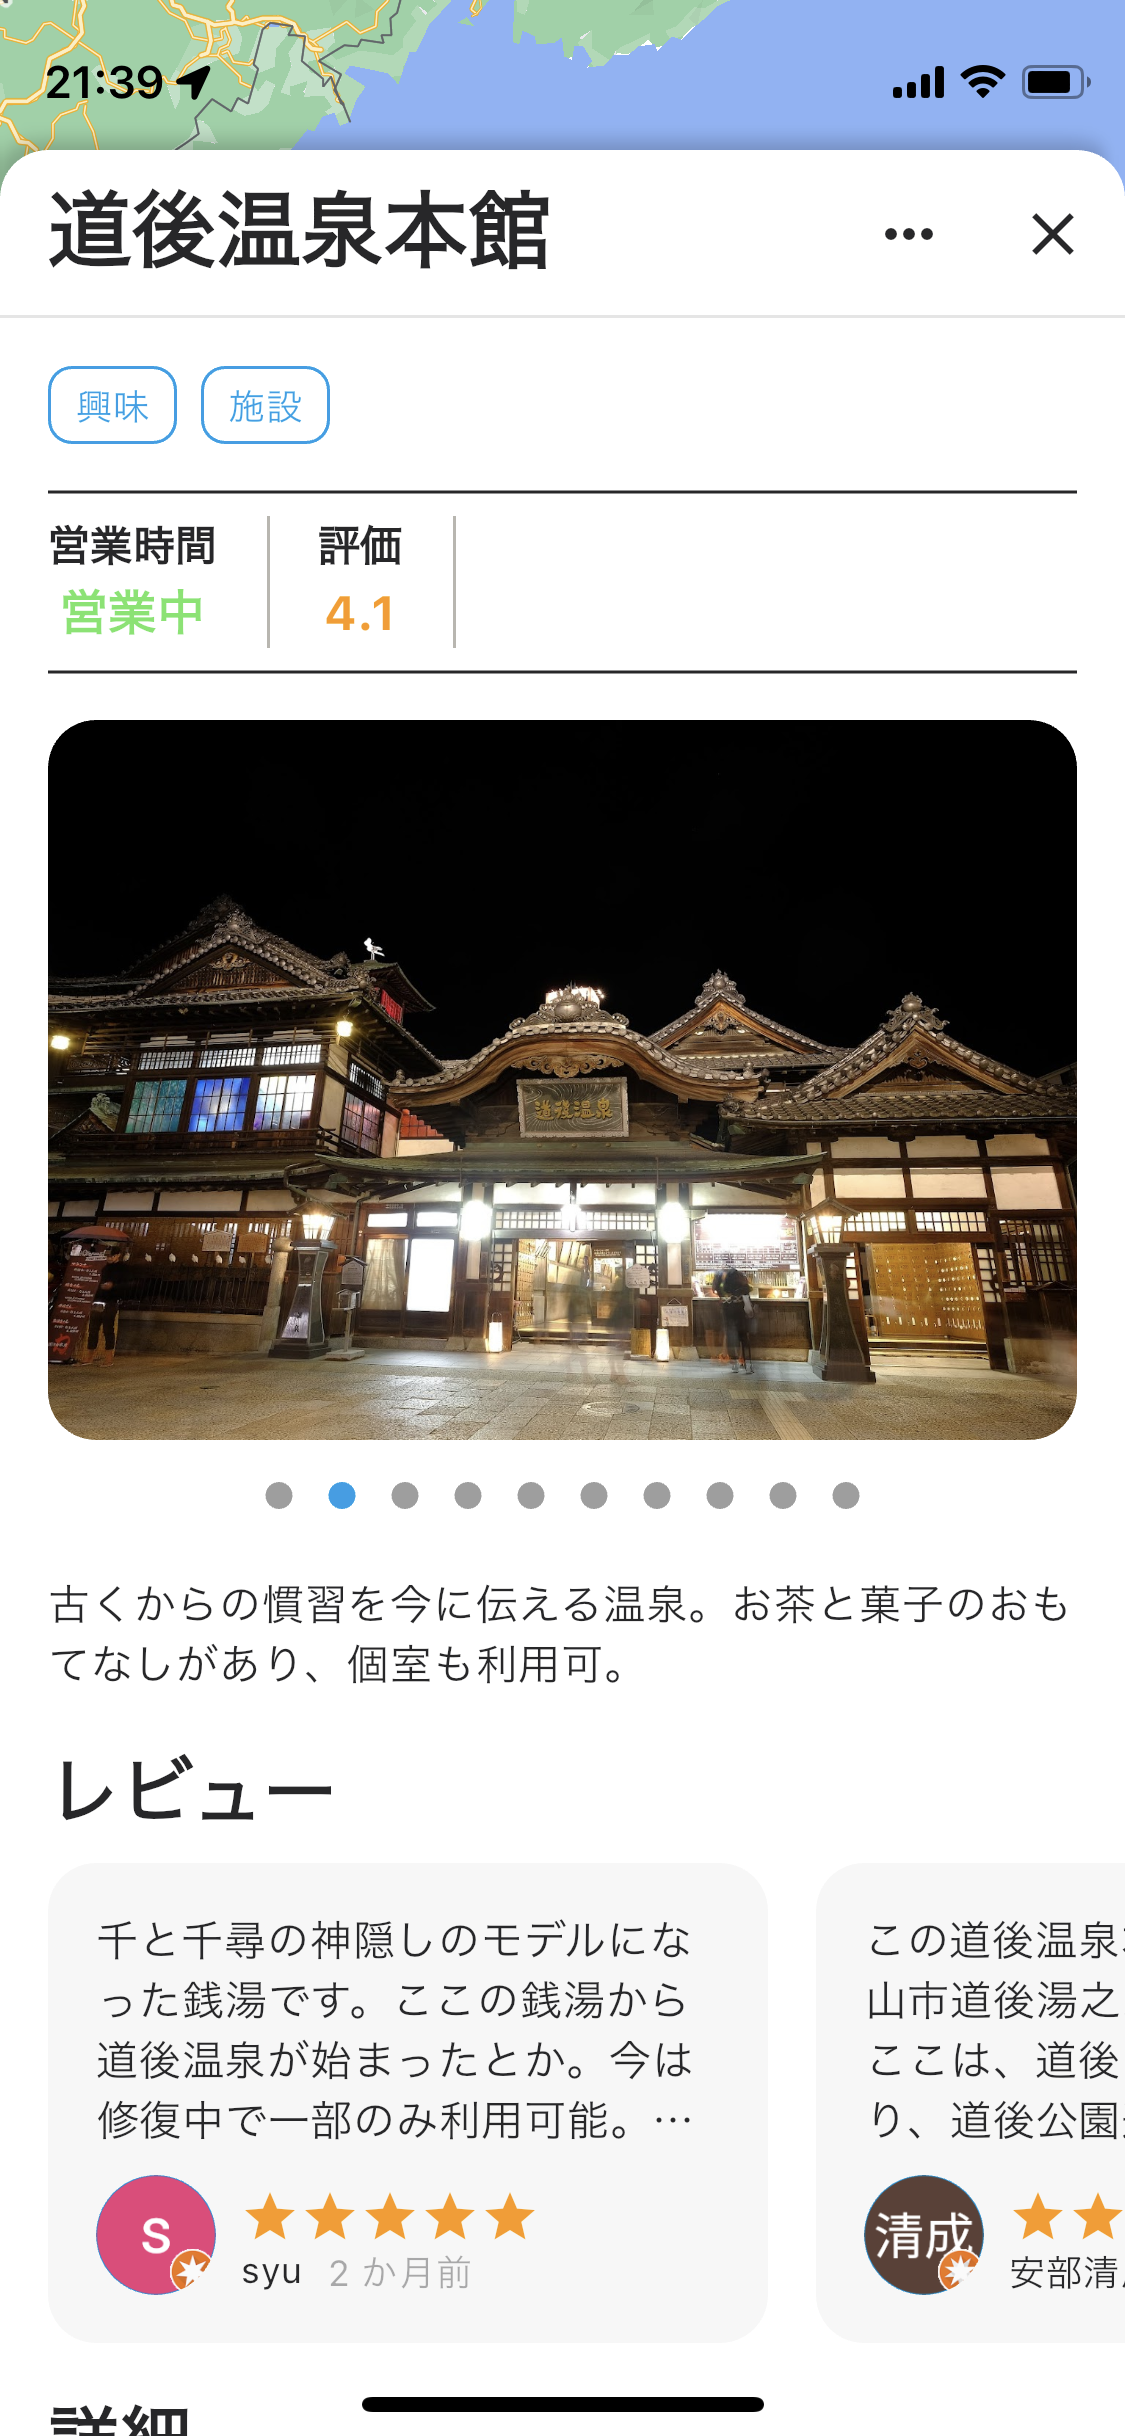 21:39
道後温泉本館
興味
施設
営業時間
評価
営業中
4.1
道後温泉
古くからの慣習を今に伝える温泉。お茶と菓子のおも
てなしがあり、個室も利用可。
レビュー
千と千尋の神隠しのモデルにな
った銭湯です。ここの銭湯から
道後温泉が始まったとか。今は
修復中で一部のみ利用可能。…
S
syu 2 か月前
この道後温泉
山市道後湯之
ここは、道後
り、道後公園
清成
安部清
詳細